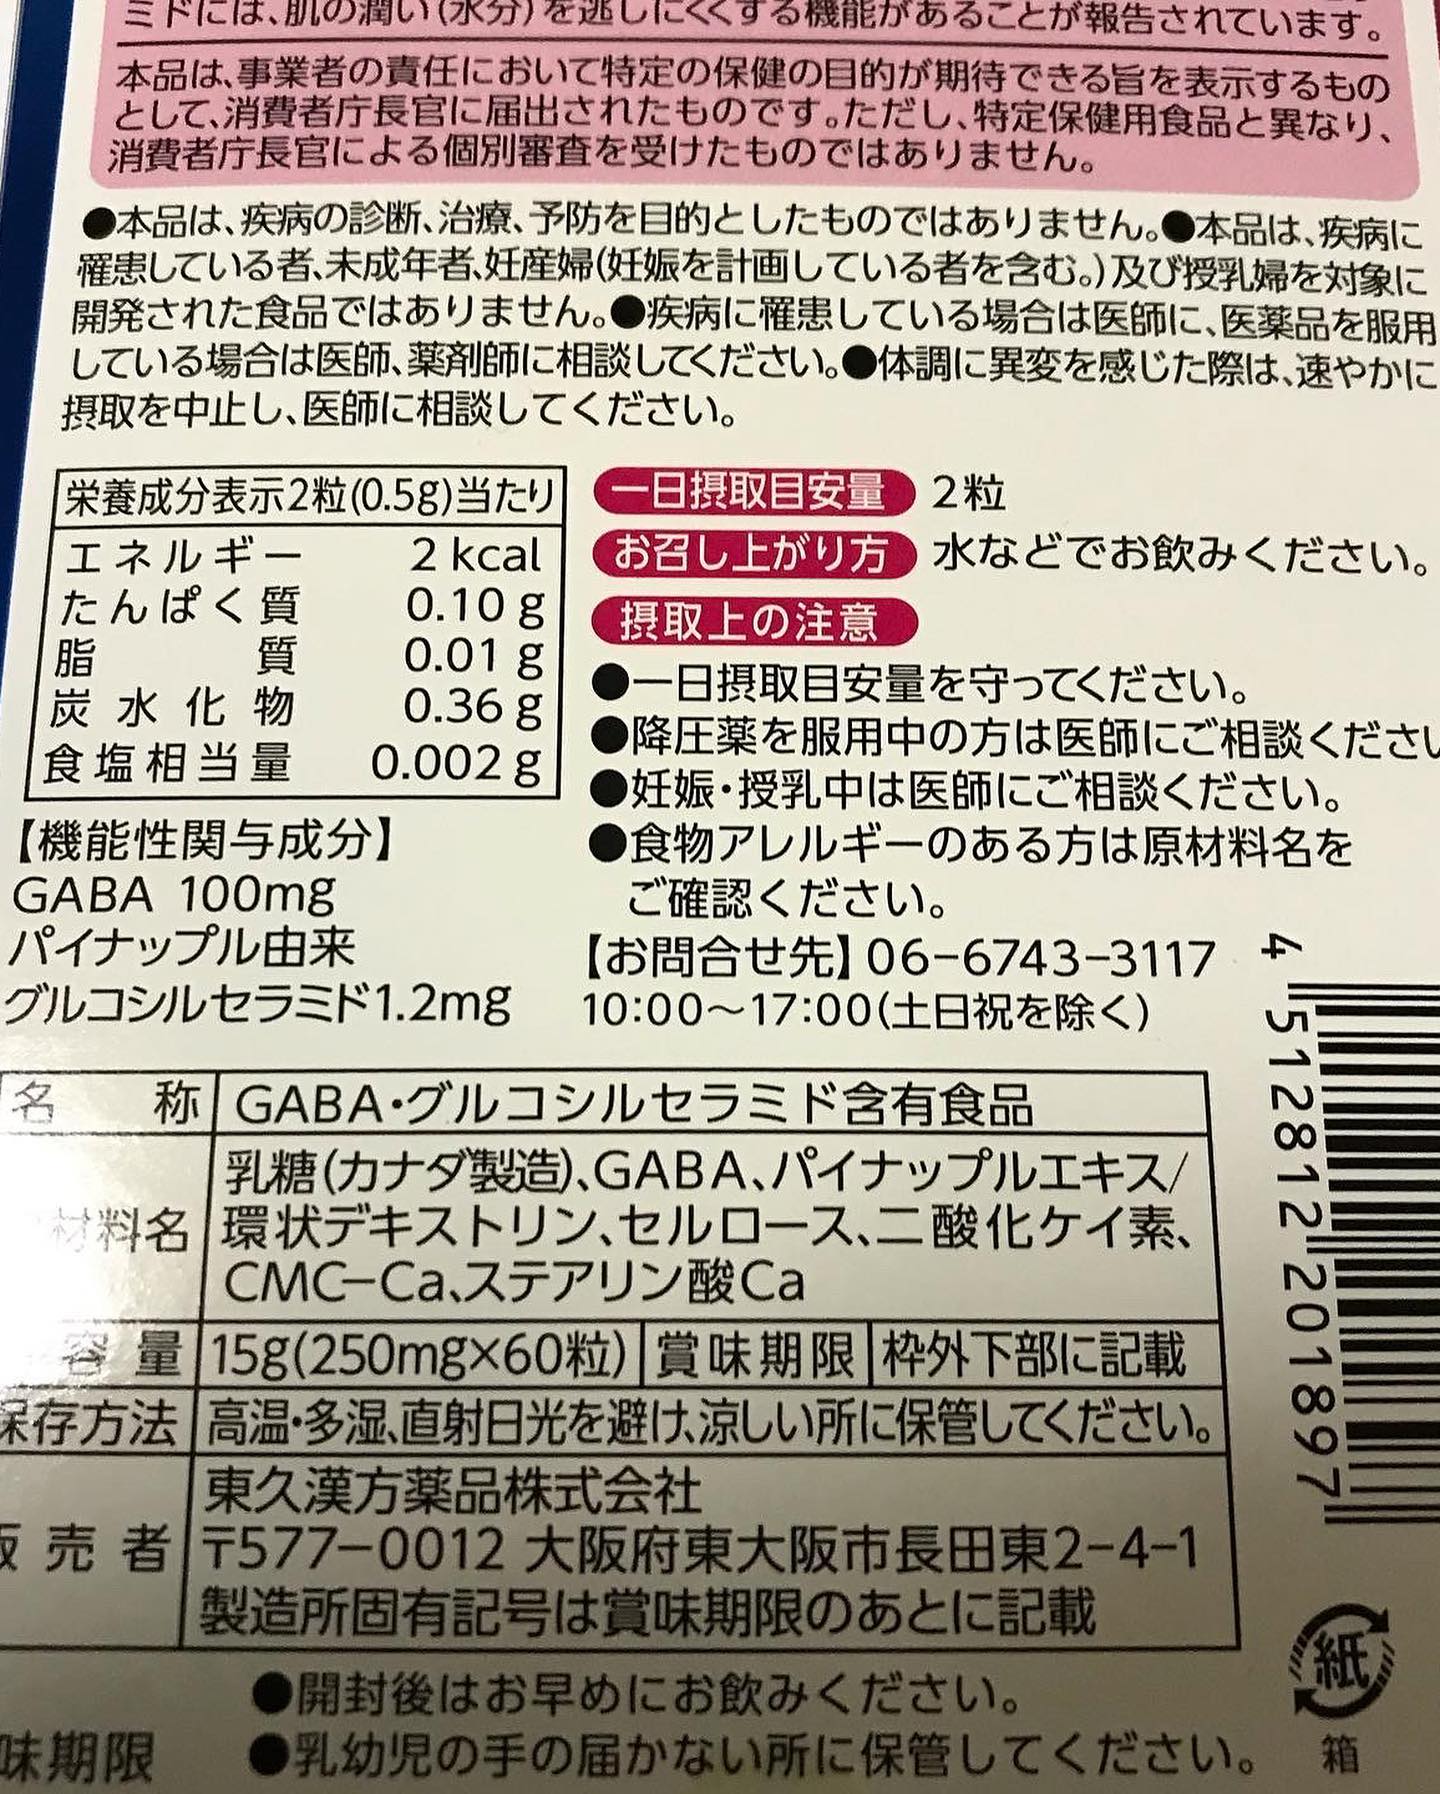 ミドには、肌の潤い(水分)を逃しにくくする機能があることが報告されています。
本品は、事業者の責任において特定の保健の目的が期待できる旨を表示するもの
として、消費者庁長官に届出されたものです。ただし、特定保健用食品と異なり、
消費者庁長官による個別審査を受けたものではありません。
●本品は、疾病の診断、治療、予防を目的としたものではありません。●本品は、疾病に
罹患している者、未成年者、妊産婦(妊娠を計画している者を含む。)及び授乳婦を対象に
開発された食品ではありません。●疾病に罹患している場合は医師に、医薬品を服用
している場合は医師、薬剤師に相談してください。●体調に異変を感じた際は、速やかに
摂取を中止し、医師に相談してください。
栄養成分表示2粒(0.5g)当たり
エネルギー 2 kcal
たんぱく質 0.10 g
脂質 0.01 g
炭水化物 0.36 g
食塩相当量 0.002 g
【機能性関与成分】
GABA 100mg
パイナップル由来
グルコシルセラミド1.2mg
一日摂取目安量 2粒
お召し上がり方 水などでお飲みください。
摂取上の注意
●一日摂取目安量を守ってください。
●降圧薬を服用中の方は医師にご相談くださ
●妊娠・授乳中は医師にご相談ください。
●食物アレルギーのある方は原材料名を
ご確認ください。
【お問合せ先】06-6743-3117
10:00〜17:00(土日祝を除く)
4 512812 201897
名称 GABA・グルコシルセラミド含有食品
材料名 乳糖(カナダ製造)、GABA、パイナップルエキス/
環状デキストリン、セルロース、二酸化ケイ素、
CMC-Ca、ステアリン酸Ca
容量 15g(250mg×60粒) 賞味期限 枠外下部に記載
保存方法 高温・多湿、直射日光を避け、涼しい所に保管してください。
販売者 東久漢方薬品株式会社
〒577-0012 大阪府東大阪市長田東2-4-1
製造所固有記号は賞味期限のあとに記載
●開封後はお早めにお飲みください。
味期限 ●乳幼児の手の届かない所に保管してください。
紙
箱